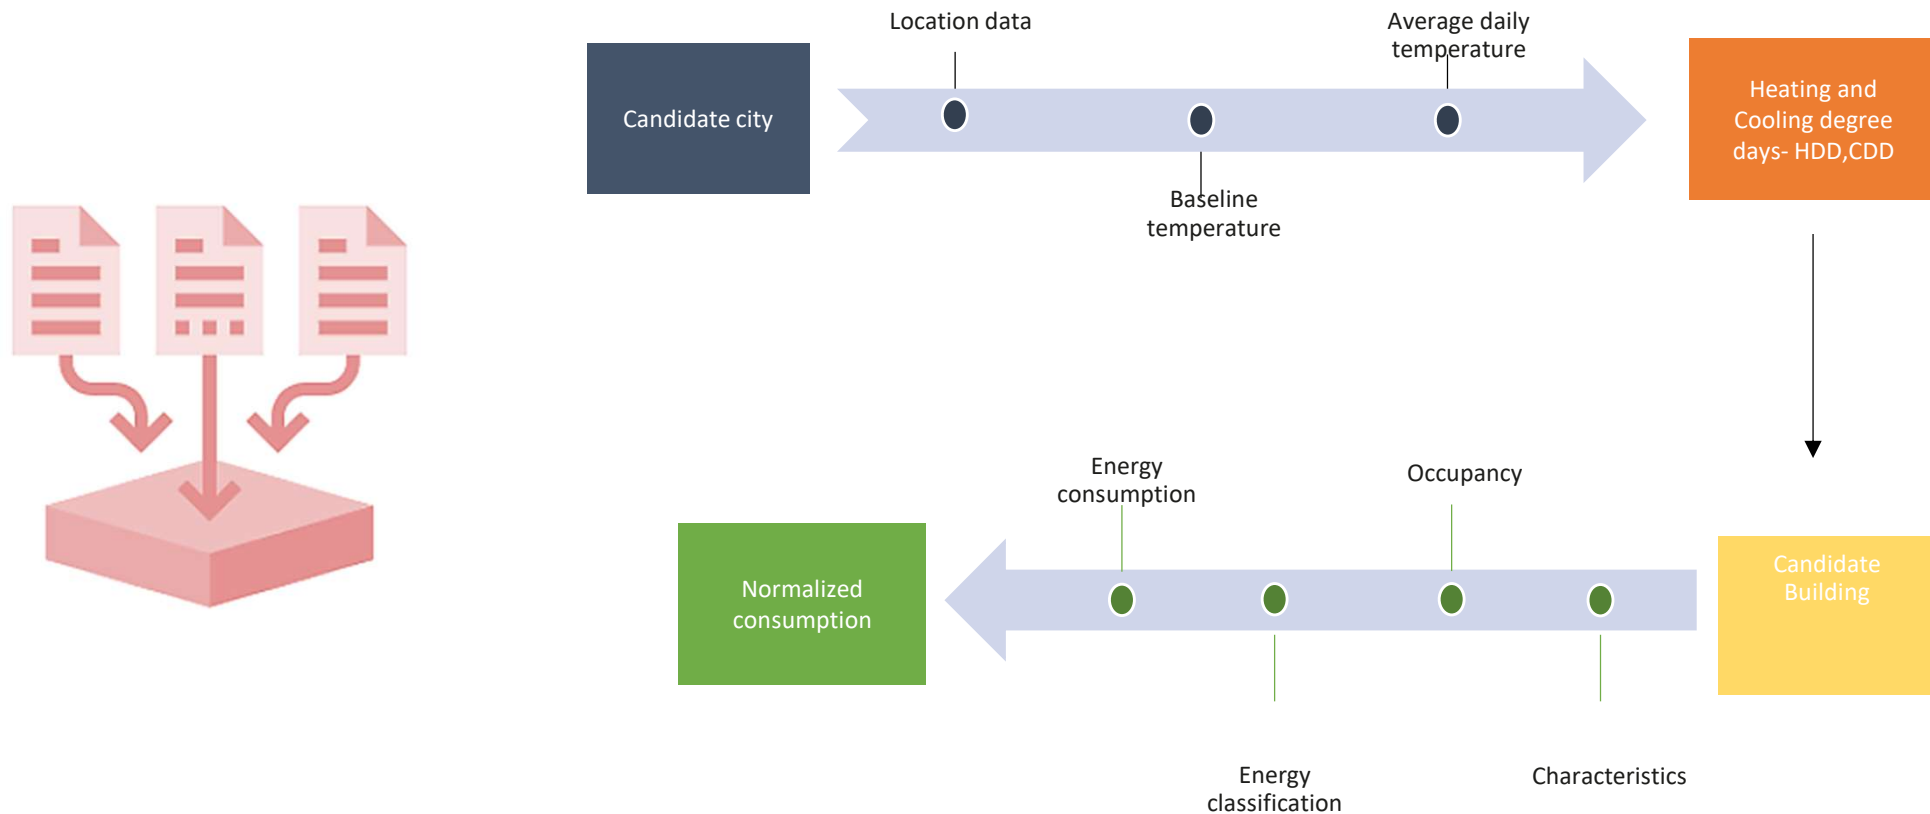 Location data
Average daily
temperature
Candidate city
Heating and
Cooling degree
days- HDD,CDD
Baseline
temperature
Energy
consumption
Occupancy
Normalized
consumption
Candidate
Building
Energy
classification
Characteristics